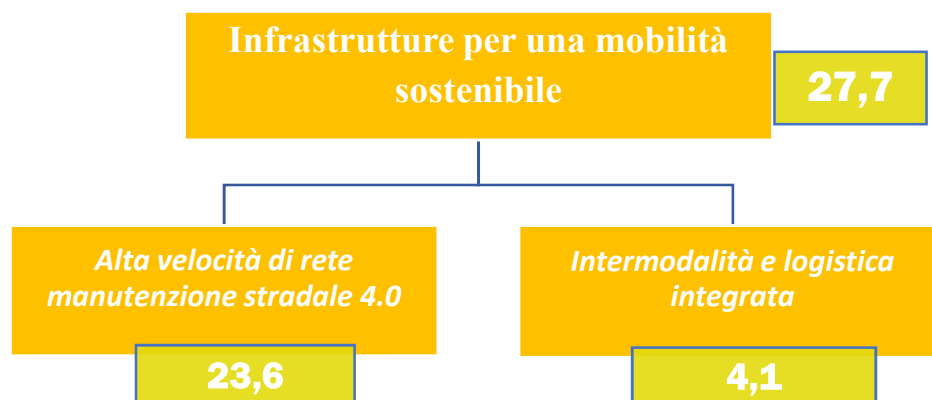 Infrastrutture per una mobilità
sostenibile
27,7
Alta velocità di rete
manutenzione stradale 4.0
23,6
Intermodalità e logistica
integrata
4,1